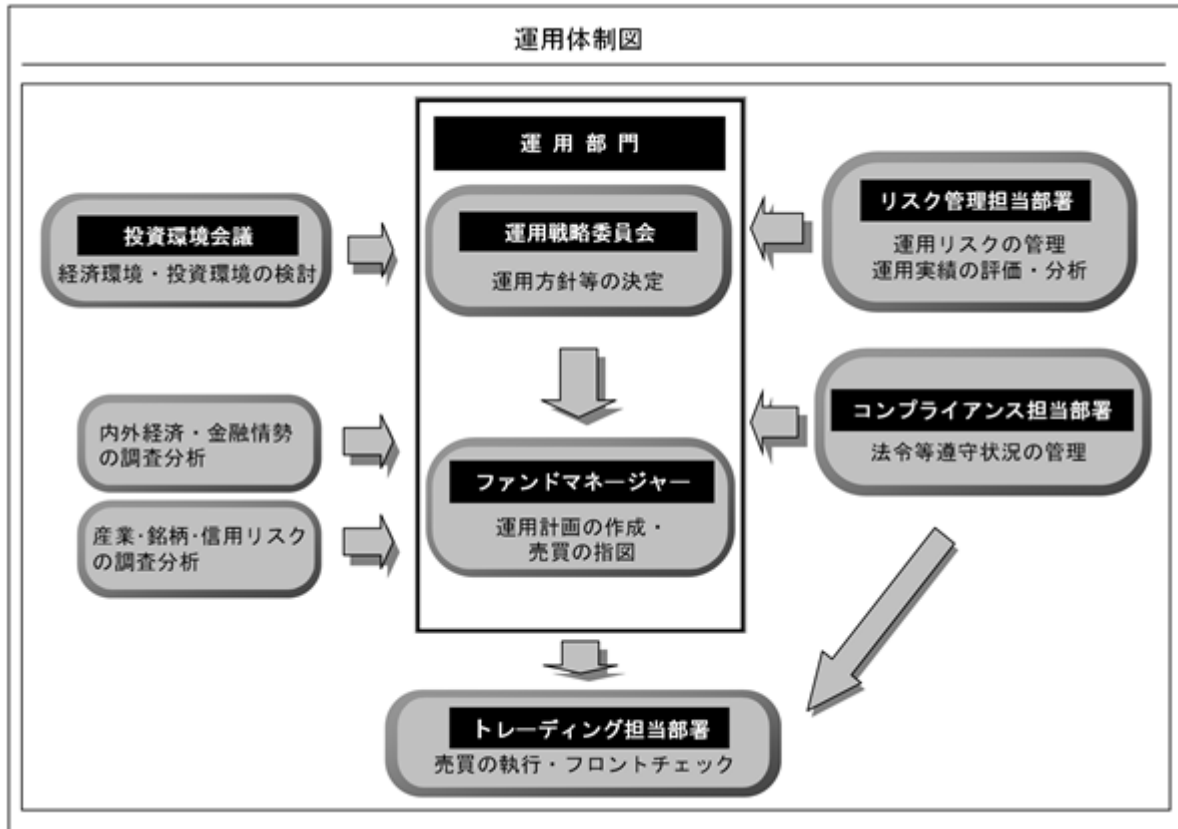 運用体制図
運用部門
投資環境会議
経済環境・投資環境の検討
運用戦略委員会
運用方針等の決定
リスク管理担当部署
運用リスクの管理
運用実績の評価・分析
コンプライアンス担当部署
法令等遵守状況の管理
内外経済・金融情勢
の調査分析
産業･銘柄･信用リスク
の調査分析
ファンドマネージャー
運用計画の作成・
売買の指図
トレーディング担当部署
売買の執行・フロントチェック